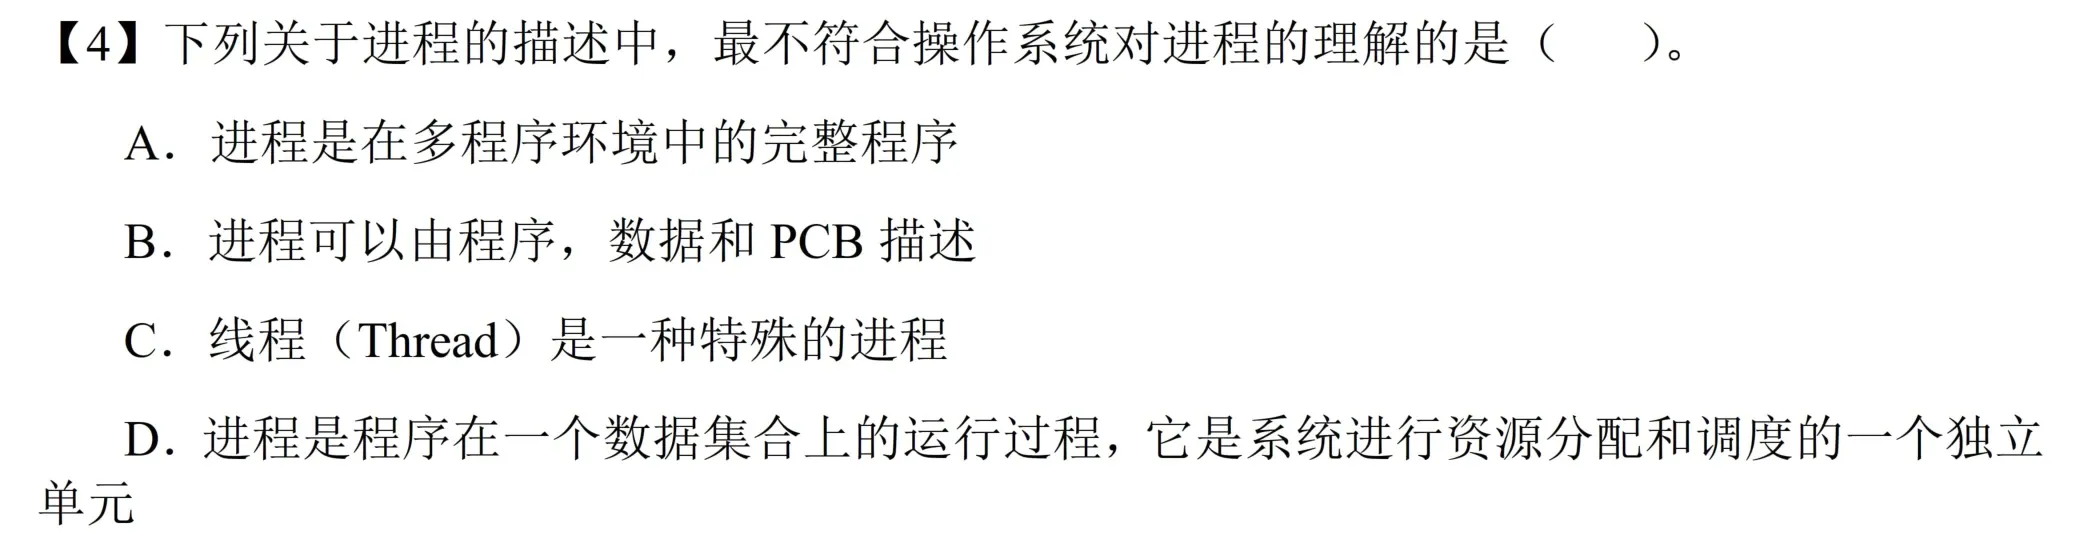 【4】下列关于进程的描述中，最不符合操作系统对进程的理解的是（　　）。
A．进程是在多程序环境中的完整程序
B．进程可以由程序，数据和 PCB 描述
C．线程（Thread）是一种特殊的进程
D．进程是程序在一个数据集合上的运行过程，它是系统进行资源分配和调度的一个独立
单元